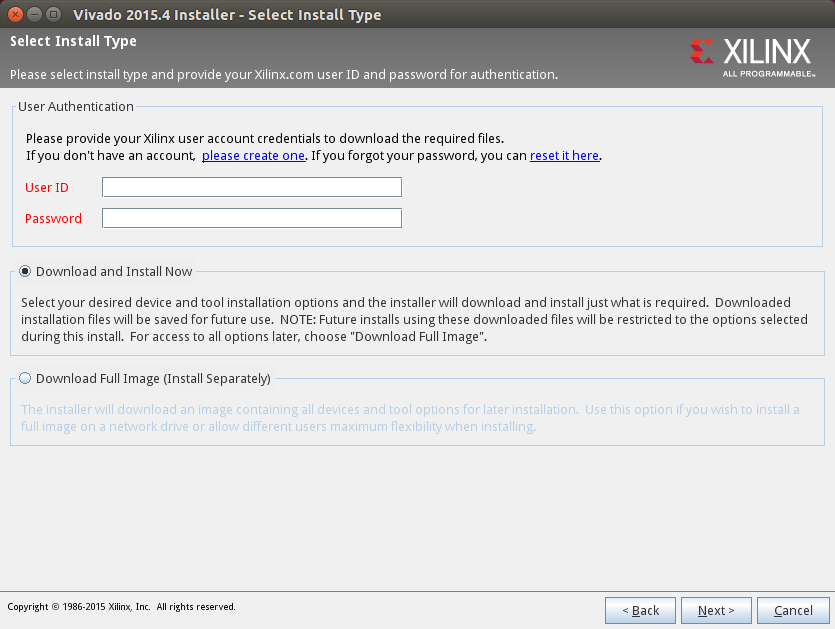 Vivado 2015.4 Installer - Select Install Type
Select Install Type
Please select install type and provide your Xilinx.com user ID and password for authentication.
XILINX
ALL PROGRAMMABLE™
User Authentication
Please provide your Xilinx user account credentials to download the required files.
If you don't have an account, please create one. If you forgot your password, you can reset it here.
User ID
Password
Download and Install Now
Select your desired device and tool installation options and the installer will download and install just what is required. Downloaded
installation files will be saved for future use. NOTE: Future installs using these downloaded files will be restricted to the options selected
during this install. For access to all options later, choose "Download Full Image".
Download Full Image (Install Separately)
The installer will download an image containing all devices and tool options for later installation. Use this option if you wish to install a
full image on a network drive or allow different users maximum flexibility when installing.
Copyright © 1986-2015 Xilinx, Inc. All rights reserved.
< Back
Next >
Cancel